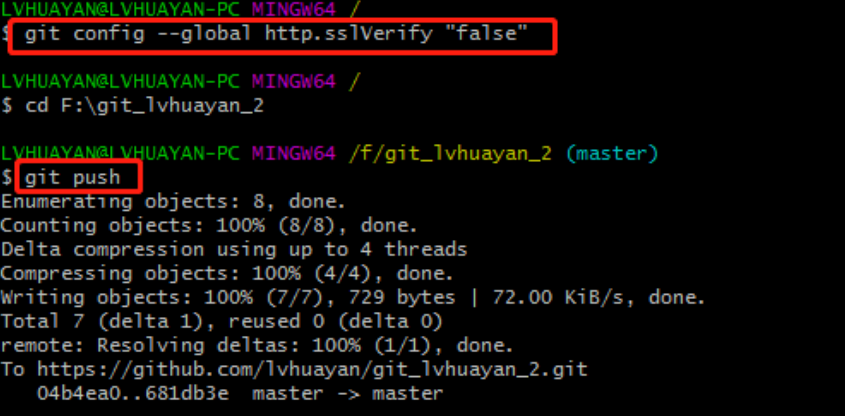 LVHUAYAN@LVHUAYAN-PC MINGW64 /
$ git config --global http.sslVerify "false"
LVHUAYAN@LVHUAYAN-PC MINGW64 /
$ cd F:\git_lvhuayan_2
LVHUAYAN@LVHUAYAN-PC MINGW64 /f/git_lvhuayan_2 (master)
$ git push
Enumerating objects: 8, done.
Counting objects: 100% (8/8), done.
Delta compression using up to 4 threads
Compressing objects: 100% (4/4), done.
Writing objects: 100% (7/7), 729 bytes | 72.00 KiB/s, done.
Total 7 (delta 1), reused 0 (delta 0)
remote: Resolving deltas: 100% (1/1), done.
To https://github.com/lvhuayan/git_lvhuayan_2.git
04b4ea0..681db3e  master -> master